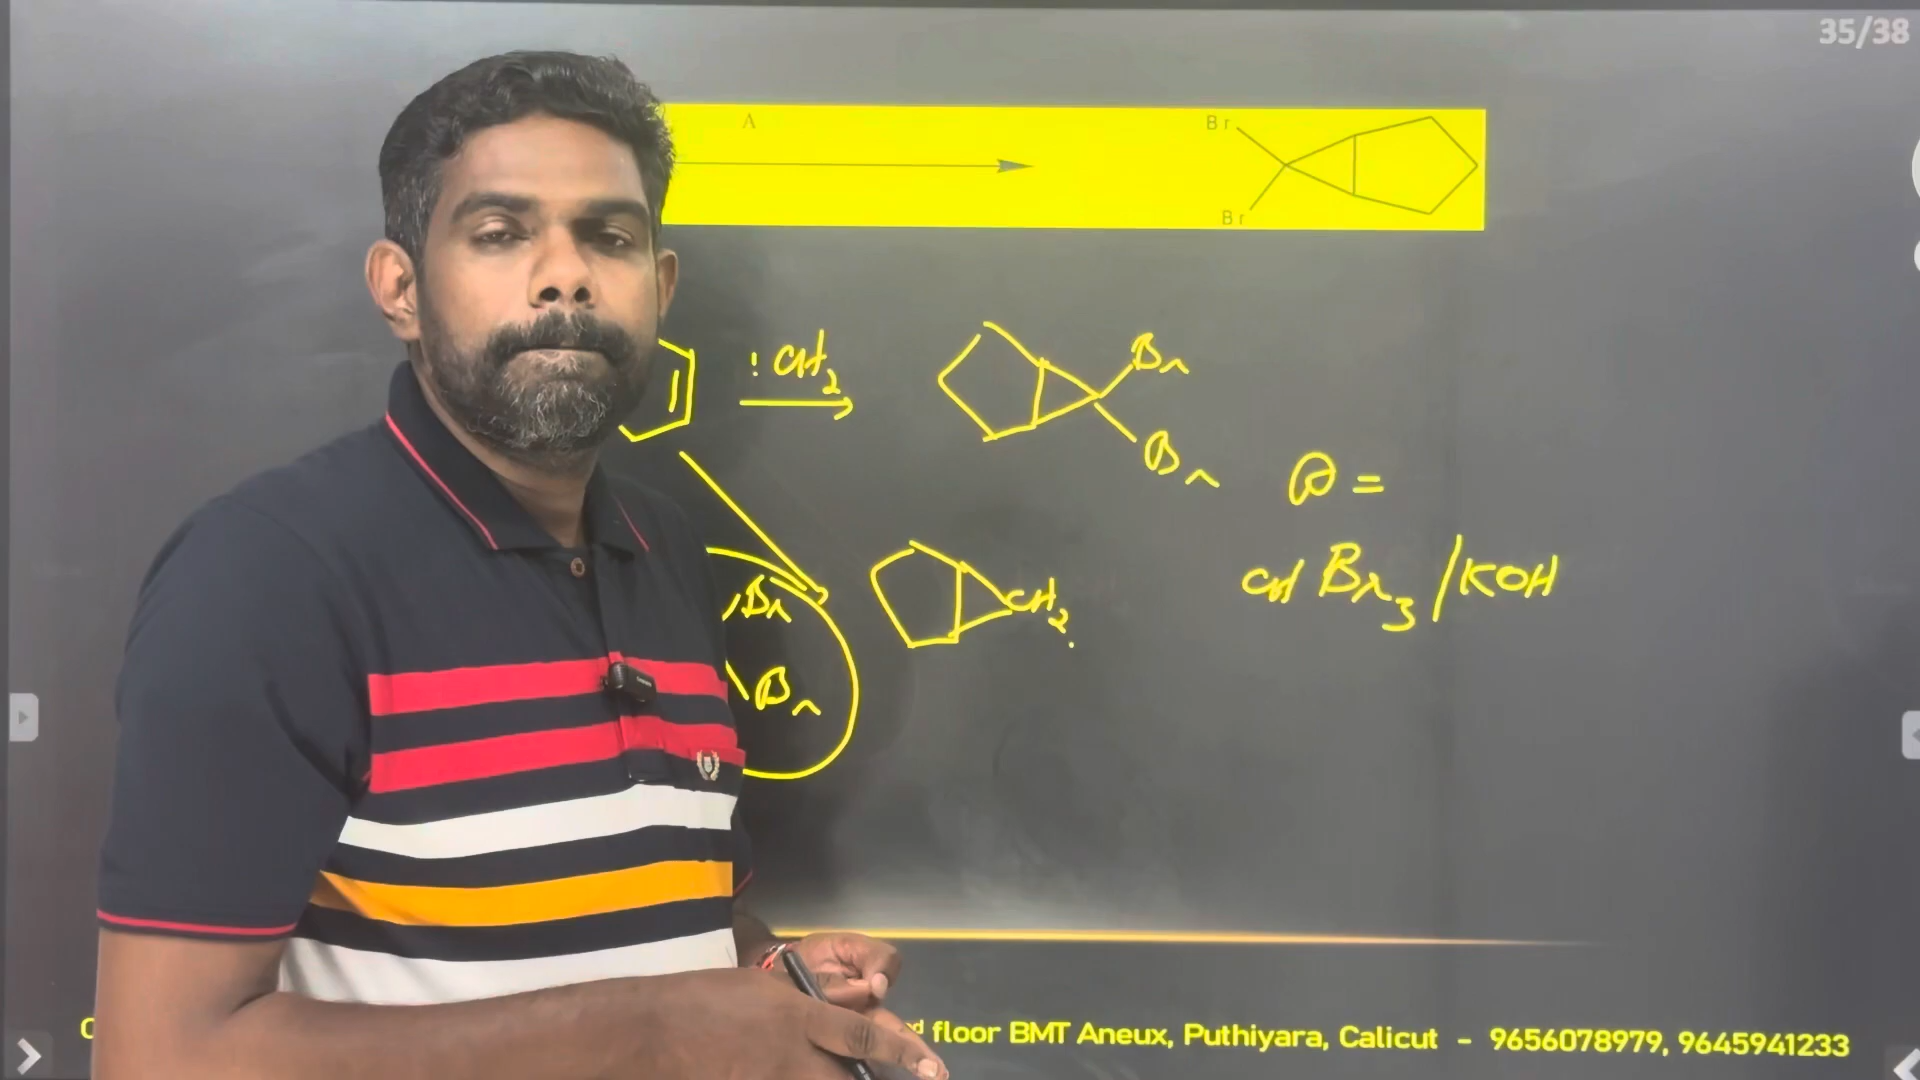 35/38
A
Br
Br
:CH2
Br
Br
Q =
CHBr3/KOH
Br
CH2
Br
floor BMT Aneux, Puthiyara, Calicut - 9656078979, 9645941233